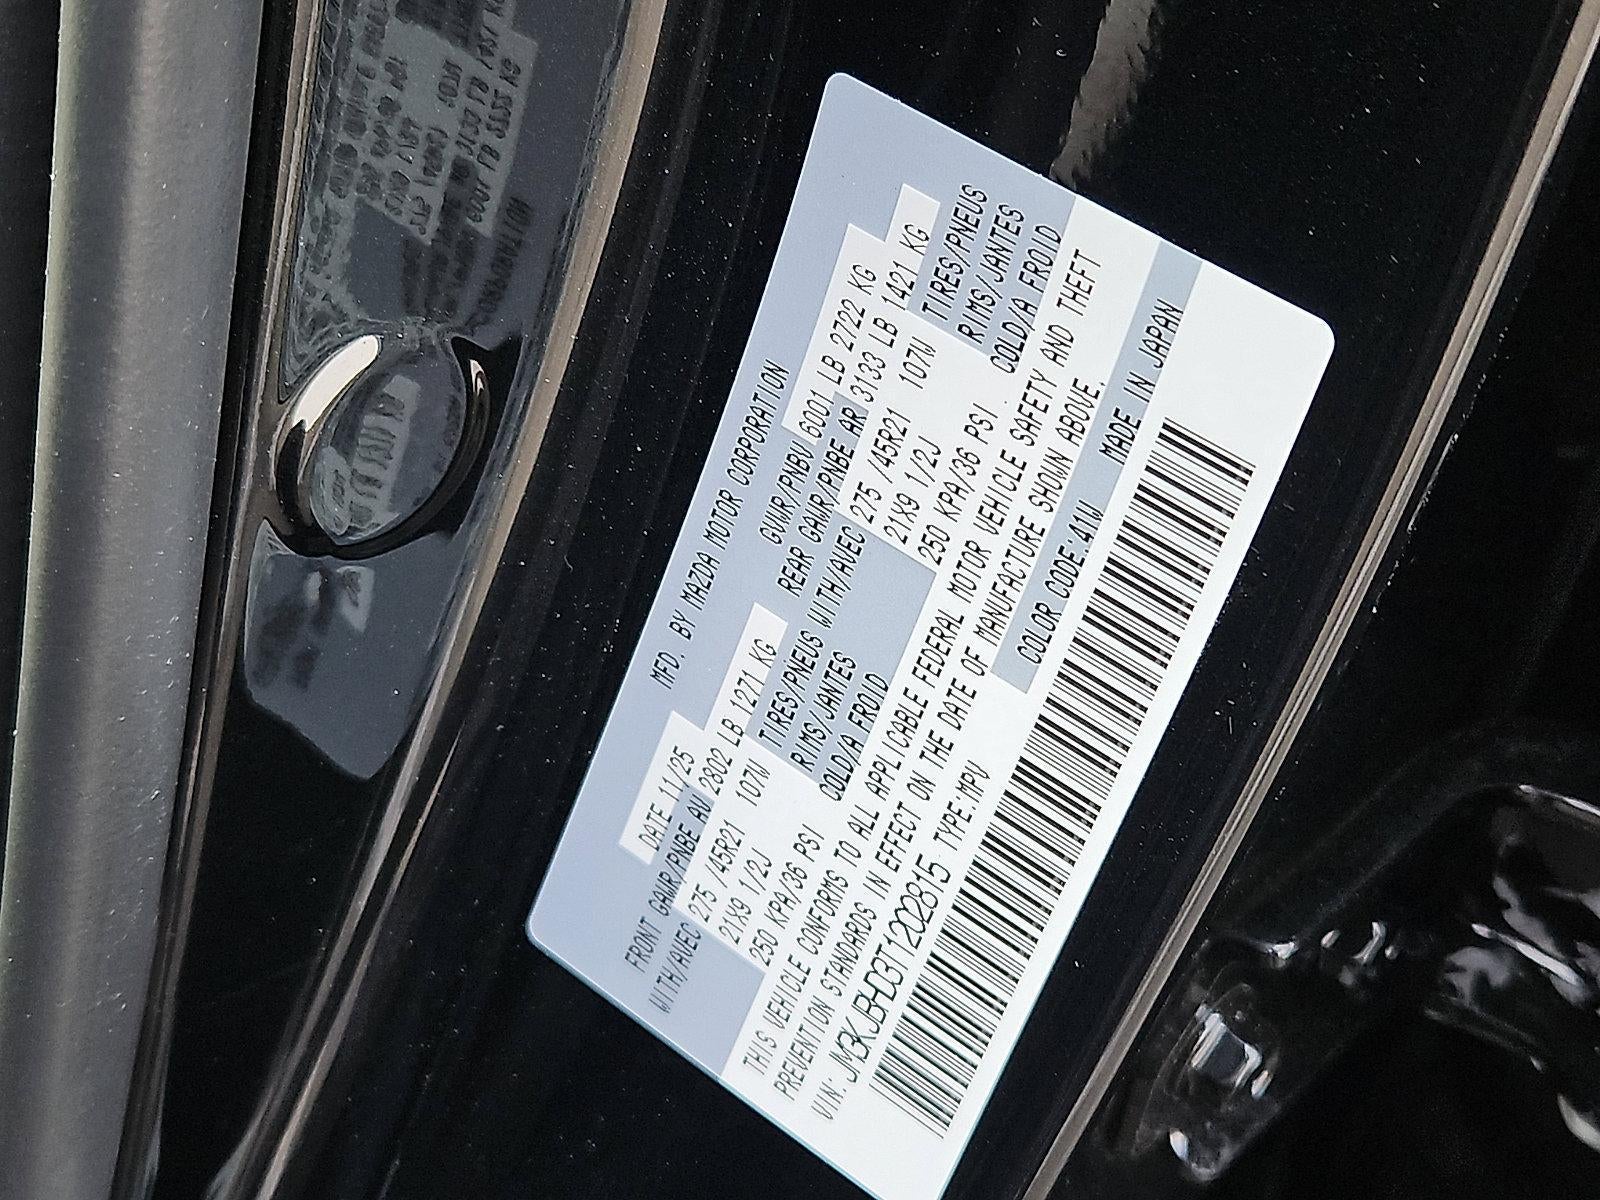 MFD. BY MAZDA MOTOR CORPORATION
DATE 11/25 GVWR/PNBV 6001 LB 2722 KG
FRONT GAWR/PNBE AV 2802 LB 1271 KG REAR GAWR/PNBE AR 3133 LB 1421 KG
WITH/AVEC 275 /45R21 107W TIRES/PNEUS WITH/AVEC 275 /45R21 107W TIRES/PNEUS
21X9 1/2J RIMS/JANTES 21X9 1/2J RIMS/JANTES
250 KPA/36 PSI COLD/A FROID 250 KPA/36 PSI COLD/A FROID
THIS VEHICLE CONFORMS TO ALL APPLICABLE FEDERAL MOTOR VEHICLE SAFETY AND THEFT
PREVENTION STANDARDS IN EFFECT ON THE DATE OF MANUFACTURE SHOWN ABOVE.
VIN: JM3KJBHD3T1202815 TYPE:MPV COLOR CODE:41W MADE IN JAPAN